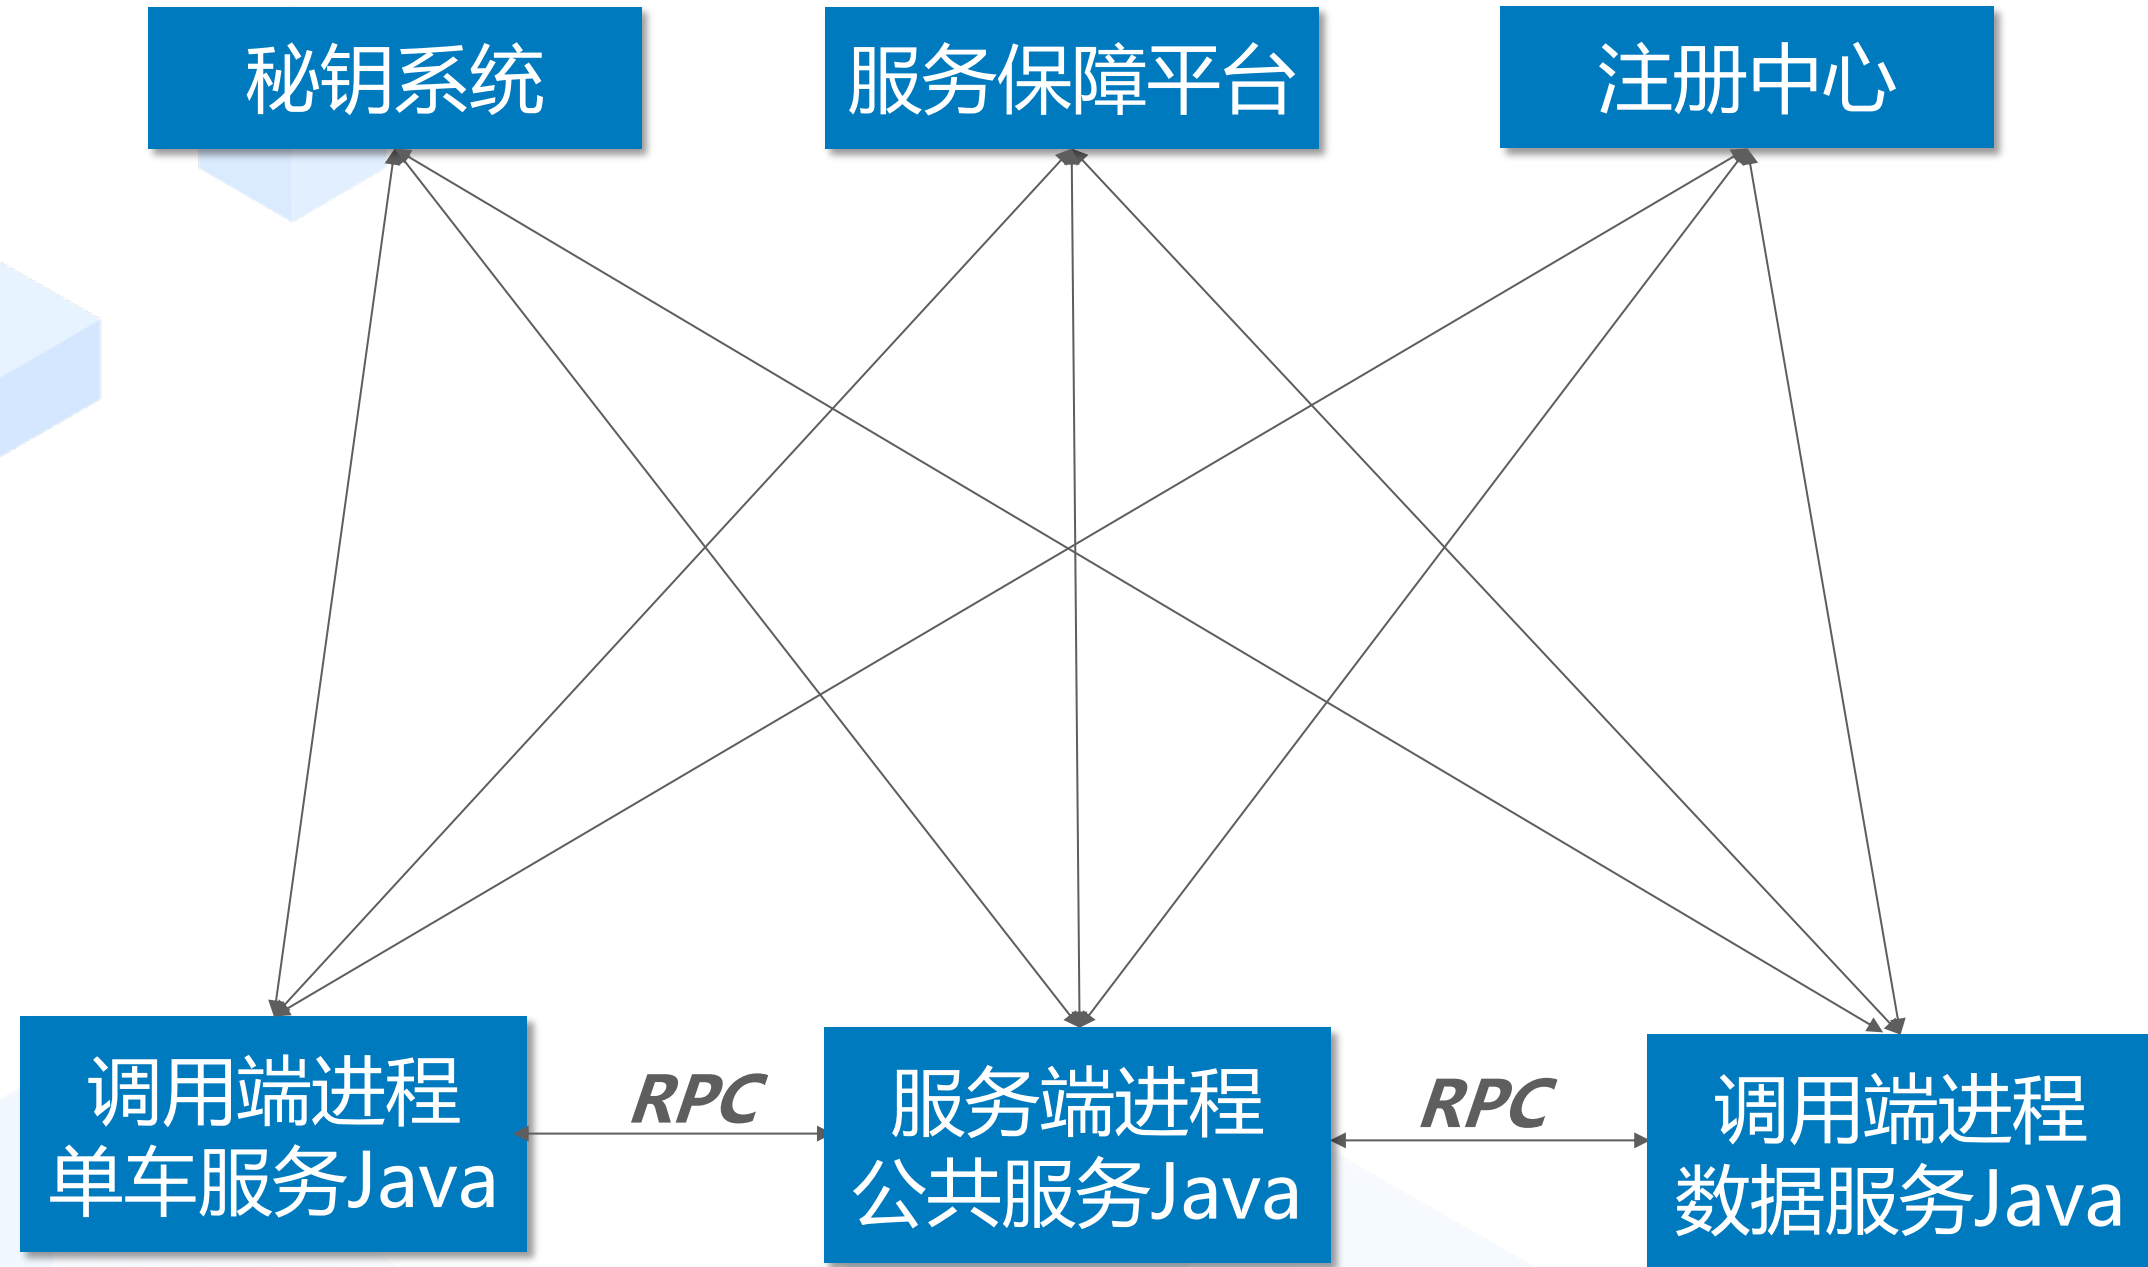 秘钥系统
服务保障平台
注册中心
调用端进程
单车服务Java
RPC
服务端进程
公共服务Java
RPC
调用端进程
数据服务Java